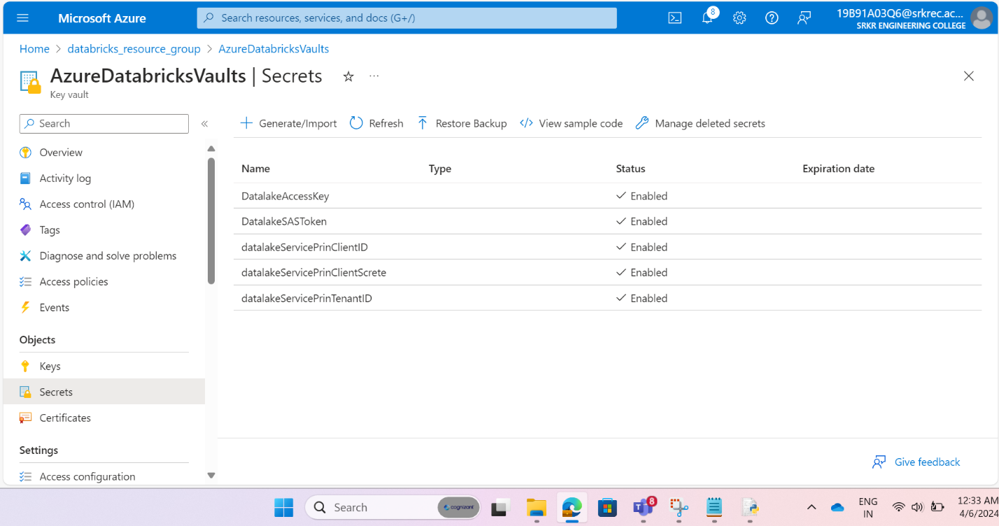 Microsoft Azure
Search resources, services, and docs (G+/)
8
19B91A03Q6@srkrec.ac...
SRKR ENGINEERING COLLEGE
Home > databricks_resource_group > AzureDatabricksVaults
AzureDatabricksVaults | Secrets
Key vault
Search
Generate/Import
Refresh
Restore Backup
View sample code
Manage deleted secrets
Overview
Activity log
Access control (IAM)
Tags
Diagnose and solve problems
Access policies
Events
Objects
Keys
Secrets
Certificates
Settings
Access configuration
Name Type Status Expiration date
DatalakeAccessKey Enabled
DatalakeSASToken Enabled
datalakeServicePrinClientID Enabled
datalakeServicePrinClientScrete Enabled
datalakeServicePrinTenantID Enabled
Give feedback
Search
cognizant
8
ENG
IN
12:33 AM
4/6/2024